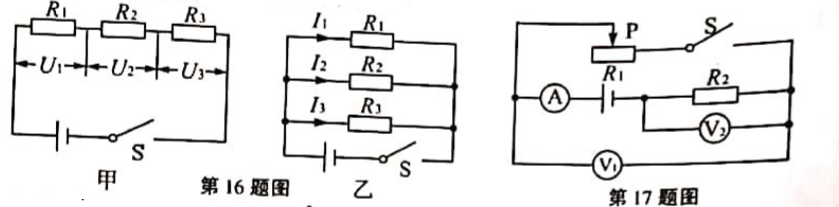 R₁ R₂ R₃
U₁ U₂ U₃
S
甲
I₁ R₁
I₂ R₂
I₃ R₃
S
乙
第16题图
P S
R₁
A R₂
V₂
V₁
第17题图